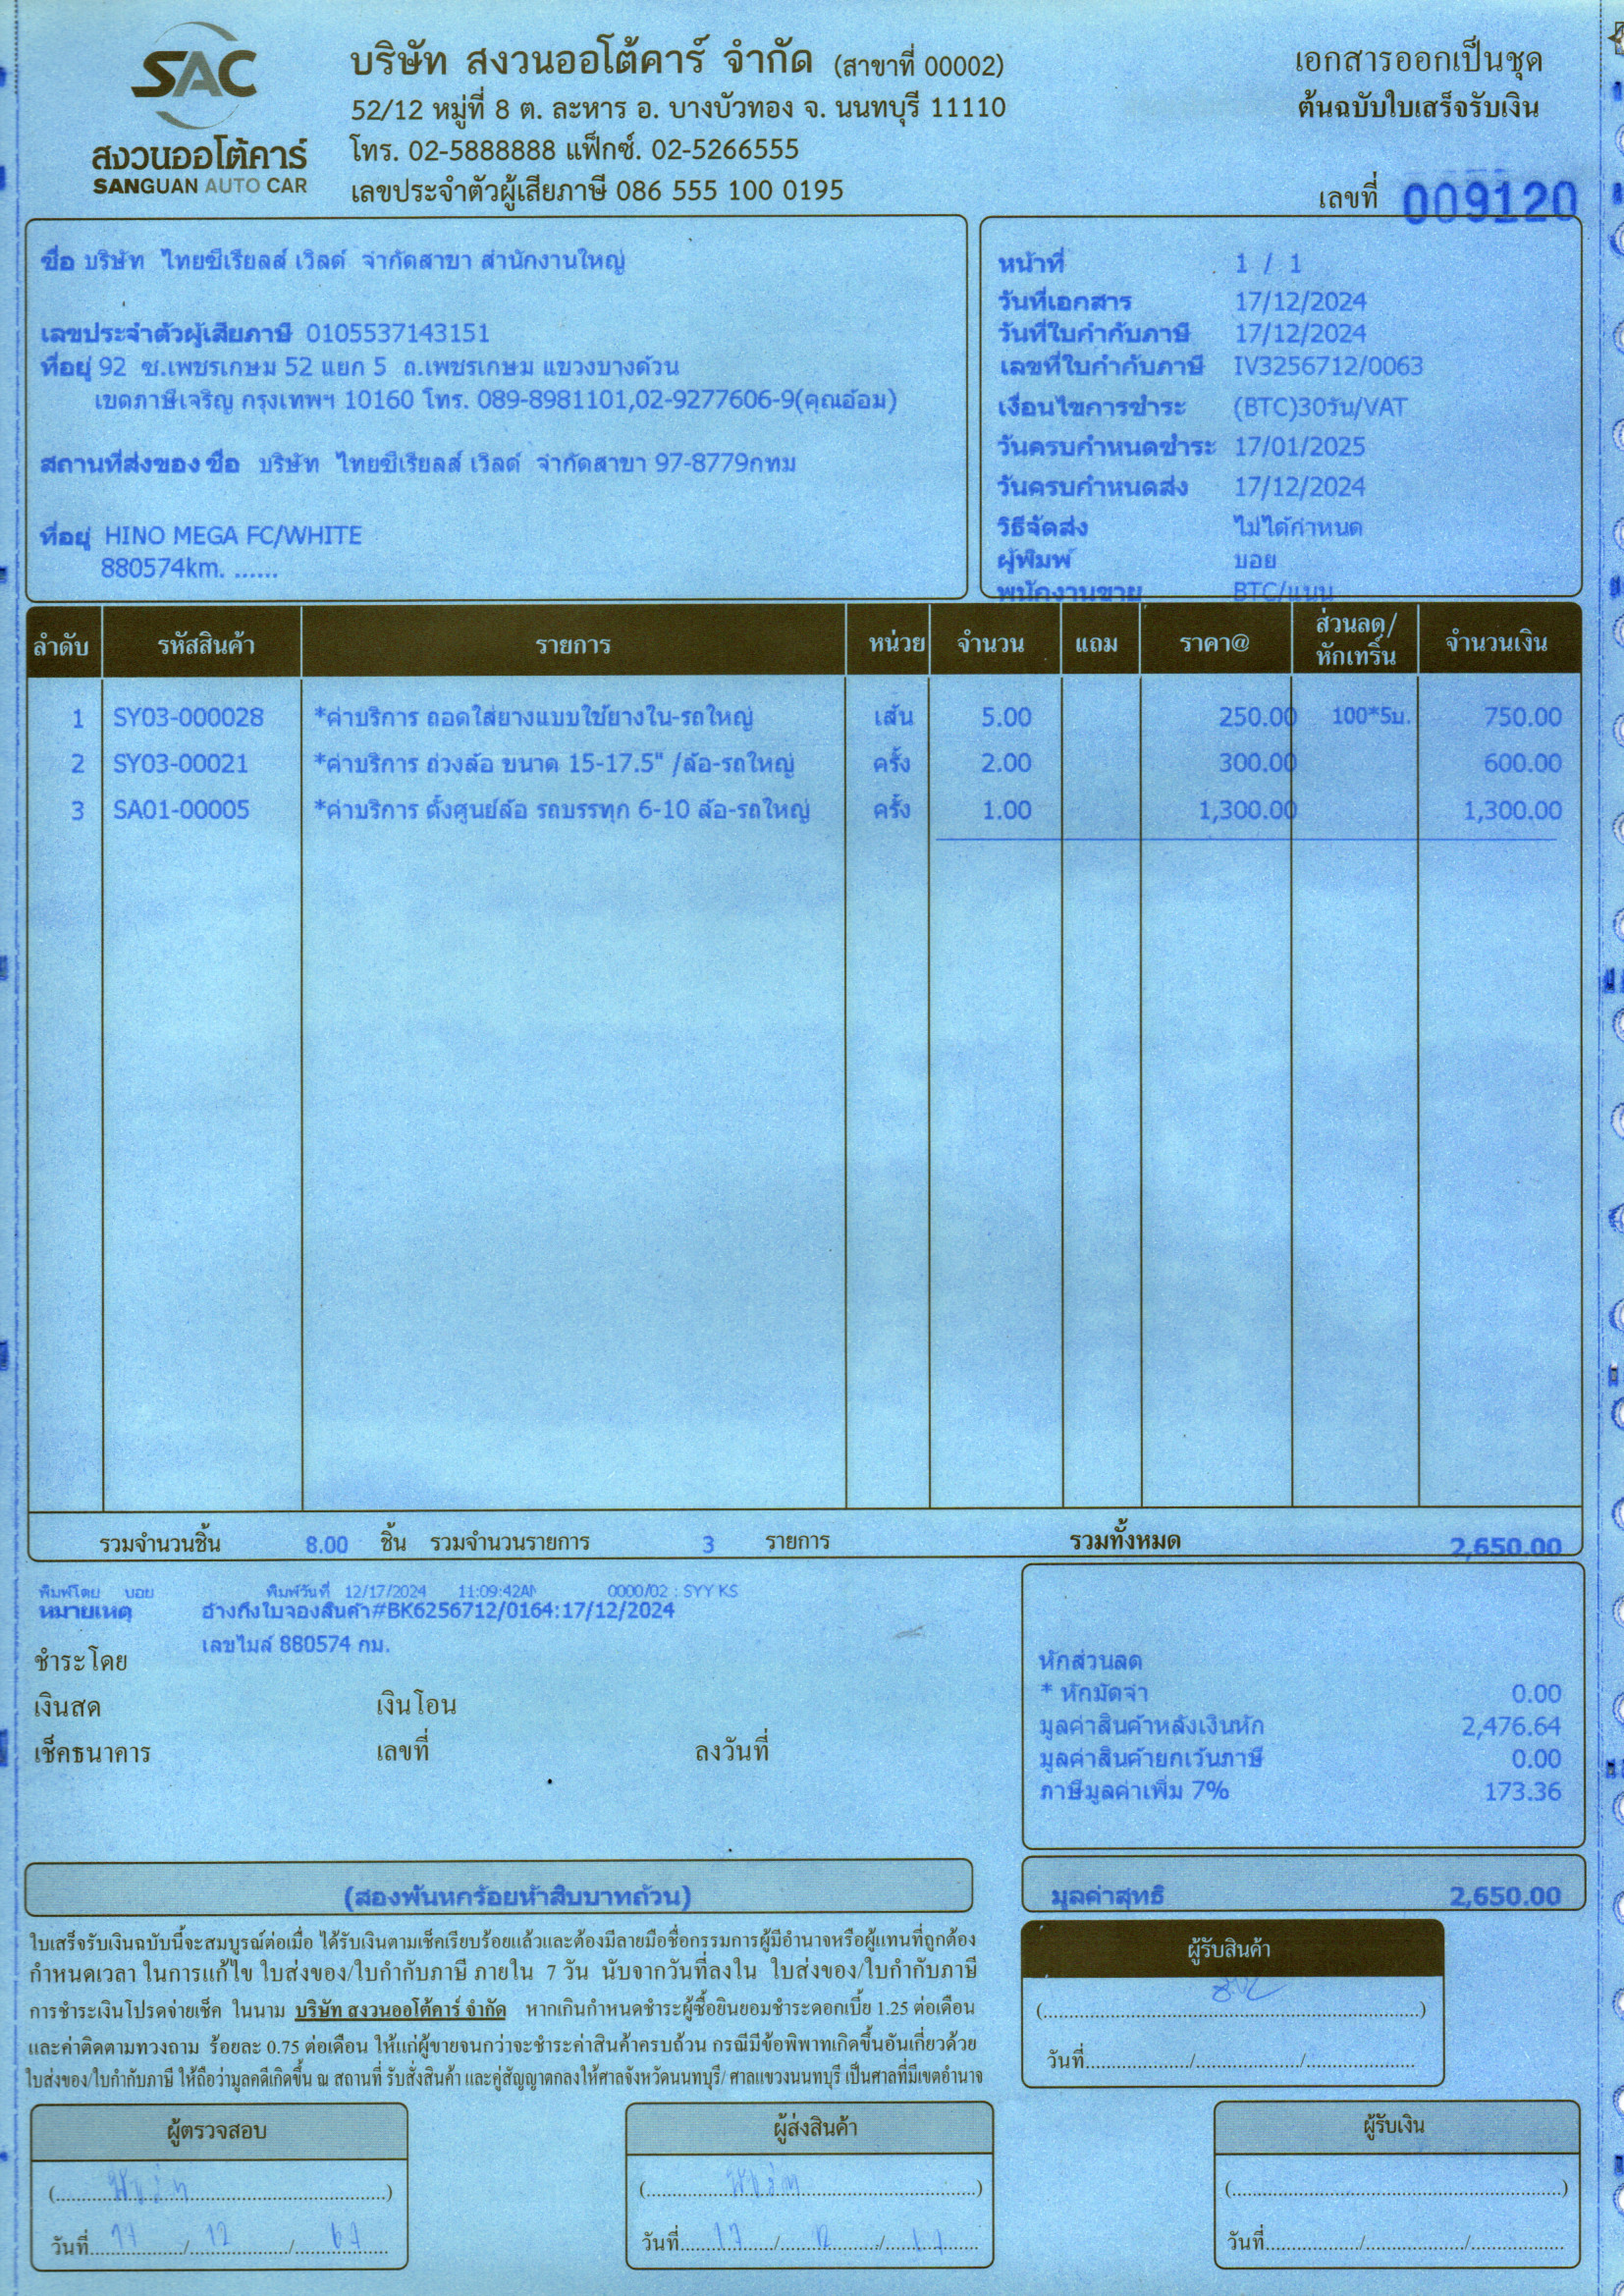 SAC
สงวนออโต้คาร์
SANGUAN AUTO CAR
บริษัท สงวนออโต้คาร์ จำกัด (สาขาที่ 00002)
52/12 หมู่ที่ 8 ต. ละหาร อ. บางบัวทอง จ. นนทบุรี 11110
โทร. 02-5888888 แฟ็กซ์. 02-5266555
เลขประจำตัวผู้เสียภาษี 086 555 100 0195
เอกสารออกเป็นชุด
ต้นฉบับใบเสร็จรับเงิน
เลขที่ 009120
ชื่อ บริษัท ไทยซีเรียลส์ เวิลด์ จำกัดสาขา สำนักงานใหญ่
เลขประจำตัวผู้เสียภาษี 0105537143151
ที่อยู่ 92 ซ.เพชรเกษม 52 แยก 5 ถ.เพชรเกษม แขวงบางด้วน
เขตภาษีเจริญ กรุงเทพฯ 10160 โทร. 089-8981101,02-9277606-9(คุณอ้อม)
สถานที่ส่งของ ชื่อ บริษัท ไทยซีเรียลส์ เวิลด์ จำกัดสาขา 97-8779กทม
ที่อยู่ HINO MEGA FC/WHITE
880574km. ......
หน้าที่ 1 / 1
วันที่เอกสาร 17/12/2024
วันที่ใบกำกับภาษี 17/12/2024
เลขที่ใบกำกับภาษี IV3256712/0063
เงื่อนไขการชำระ (BTC)30วัน/VAT
วันครบกำหนดชำระ 17/01/2025
วันครบกำหนดส่ง 17/12/2024
วิธีจัดส่ง ไม่ได้กำหนด
ผู้พิมพ์ บอย
พนักงานขาย BTC/แนน
ลำดับ รหัสสินค้า รายการ หน่วย จำนวน แถม ราคา@ ส่วนลด/หักเทริ์น จำนวนเงิน
1 SY03-000028 *ค่าบริการ ถอดใส่ยางแบบใช้ยางใน-รถใหญ่ เส้น 5.00 250.00 100*5บ. 750.00
2 SY03-00021 *ค่าบริการ ถ่วงล้อ ขนาด 15-17.5" /ล้อ-รถใหญ่ ครั้ง 2.00 300.00 600.00
3 SA01-00005 *ค่าบริการ ตั้งศูนย์ล้อ รถบรรทุก 6-10 ล้อ-รถใหญ่ ครั้ง 1.00 1,300.00 1,300.00
รวมจำนวนชิ้น 8.00 ชิ้น รวมจำนวนรายการ 3 รายการ รวมทั้งหมด 2,650.00
พิมพ์โดย บอย พิมพ์วันที่ 12/17/2024 11:09:42AM 0000/02 : SYY KS
หมายเหตุ อ้างถึงใบจองสินค้า#BK6256712/0164:17/12/2024
เลขไมล์ 880574 กม.
ชำระโดย
เงินสด เงินโอน
เช็คธนาคาร เลขที่ ลงวันที่
หักส่วนลด
* หักมัดจำ 0.00
มูลค่าสินค้าหลังเงินหัก 2,476.64
มูลค่าสินค้ายกเว้นภาษี 0.00
ภาษีมูลค่าเพิ่ม 7% 173.36
(สองพันหกร้อยห้าสิบบาทถ้วน)
มูลค่าสุทธิ 2,650.00
ใบเสร็จรับเงินฉบับนี้จะสมบูรณ์ต่อเมื่อ ได้รับเงินตามเช็คเรียบร้อยแล้วและต้องมีลายมือชื่อกรรมการผู้มีอำนาจหรือผู้แทนที่ถูกต้อง
กำหนดเวลา ในการแก้ไข ใบส่งของ/ใบกำกับภาษี ภายใน 7 วัน นับจากวันที่ลงใน ใบส่งของ/ใบกำกับภาษี
การชำระเงินโปรดจ่ายเช็ค ในนาม บริษัท สงวนออโต้คาร์ จำกัด หากเกินกำหนดชำระผู้ซื้อยินยอมชำระดอกเบี้ย 1.25 ต่อเดือน
และค่าติดตามทวงถาม ร้อยละ 0.75 ต่อเดือน ให้แก่ผู้ขายจนกว่าจะชำระค่าสินค้าครบถ้วน กรณีมีข้อพิพาทเกิดขึ้นอันเกี่ยวด้วย
ใบส่งของ/ใบกำกับภาษี ให้ถือว่ามูลคดีเกิดขึ้น ณ สถานที่ รับสั่งสินค้า และคู่สัญญาตกลงให้ศาลจังหวัดนนทบุรี/ ศาลแขวงนนทบุรี เป็นศาลที่มีเขตอำนาจ
ผู้รับสินค้า
วันที่
ผู้ตรวจสอบ
วันที่ 17/12/67
ผู้ส่งสินค้า
วันที่ 17/12/67
ผู้รับเงิน
วันที่